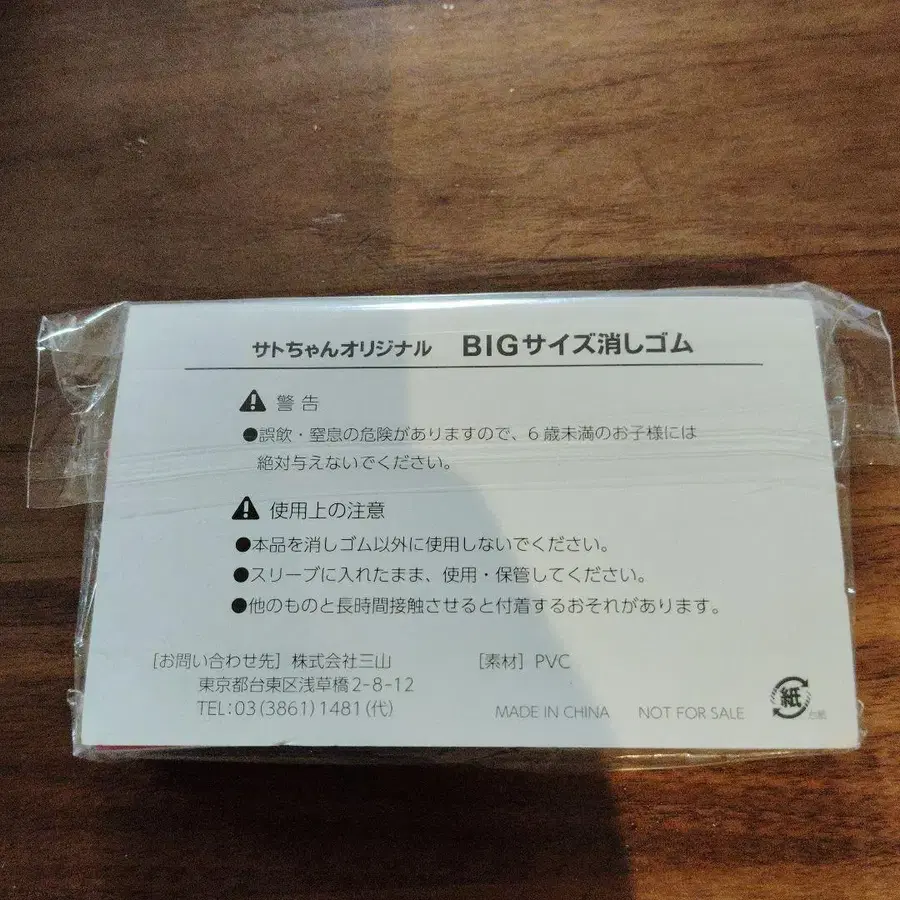 サトちゃんオリジナル BIGサイズ消しゴム
警告
●誤飲・窒息の危険がありますので、6歳未満のお子様には
絶対与えないでください。
使用上の注意
●本品を消しゴム以外に使用しないでください。
●スリーブに入れたまま、使用・保管してください。
●他のものと長時間接触させると付着するおそれがあります。
[お問い合わせ先] 株式会社三山 [素材] PVC
東京都台東区浅草橋2-8-12
TEL:03(3861)1481(代)
MADE IN CHINA NOT FOR SALE 紙 台紙